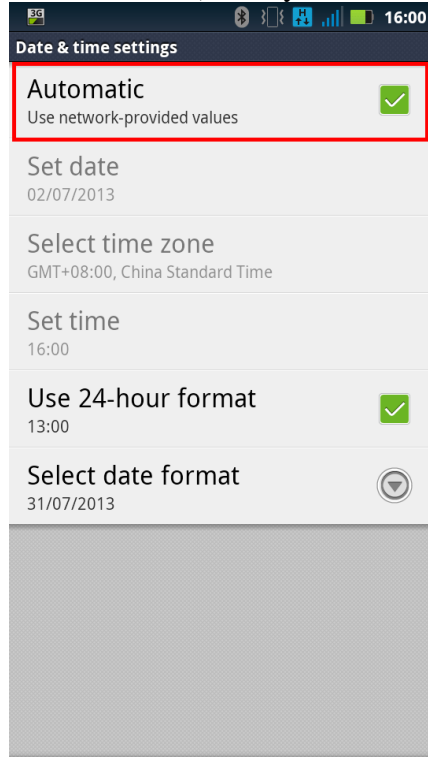 3G
H
16:00
Date & time settings
Automatic
Use network-provided values
Set date
02/07/2013
Select time zone
GMT+08:00, China Standard Time
Set time
16:00
Use 24-hour format
13:00
Select date format
31/07/2013